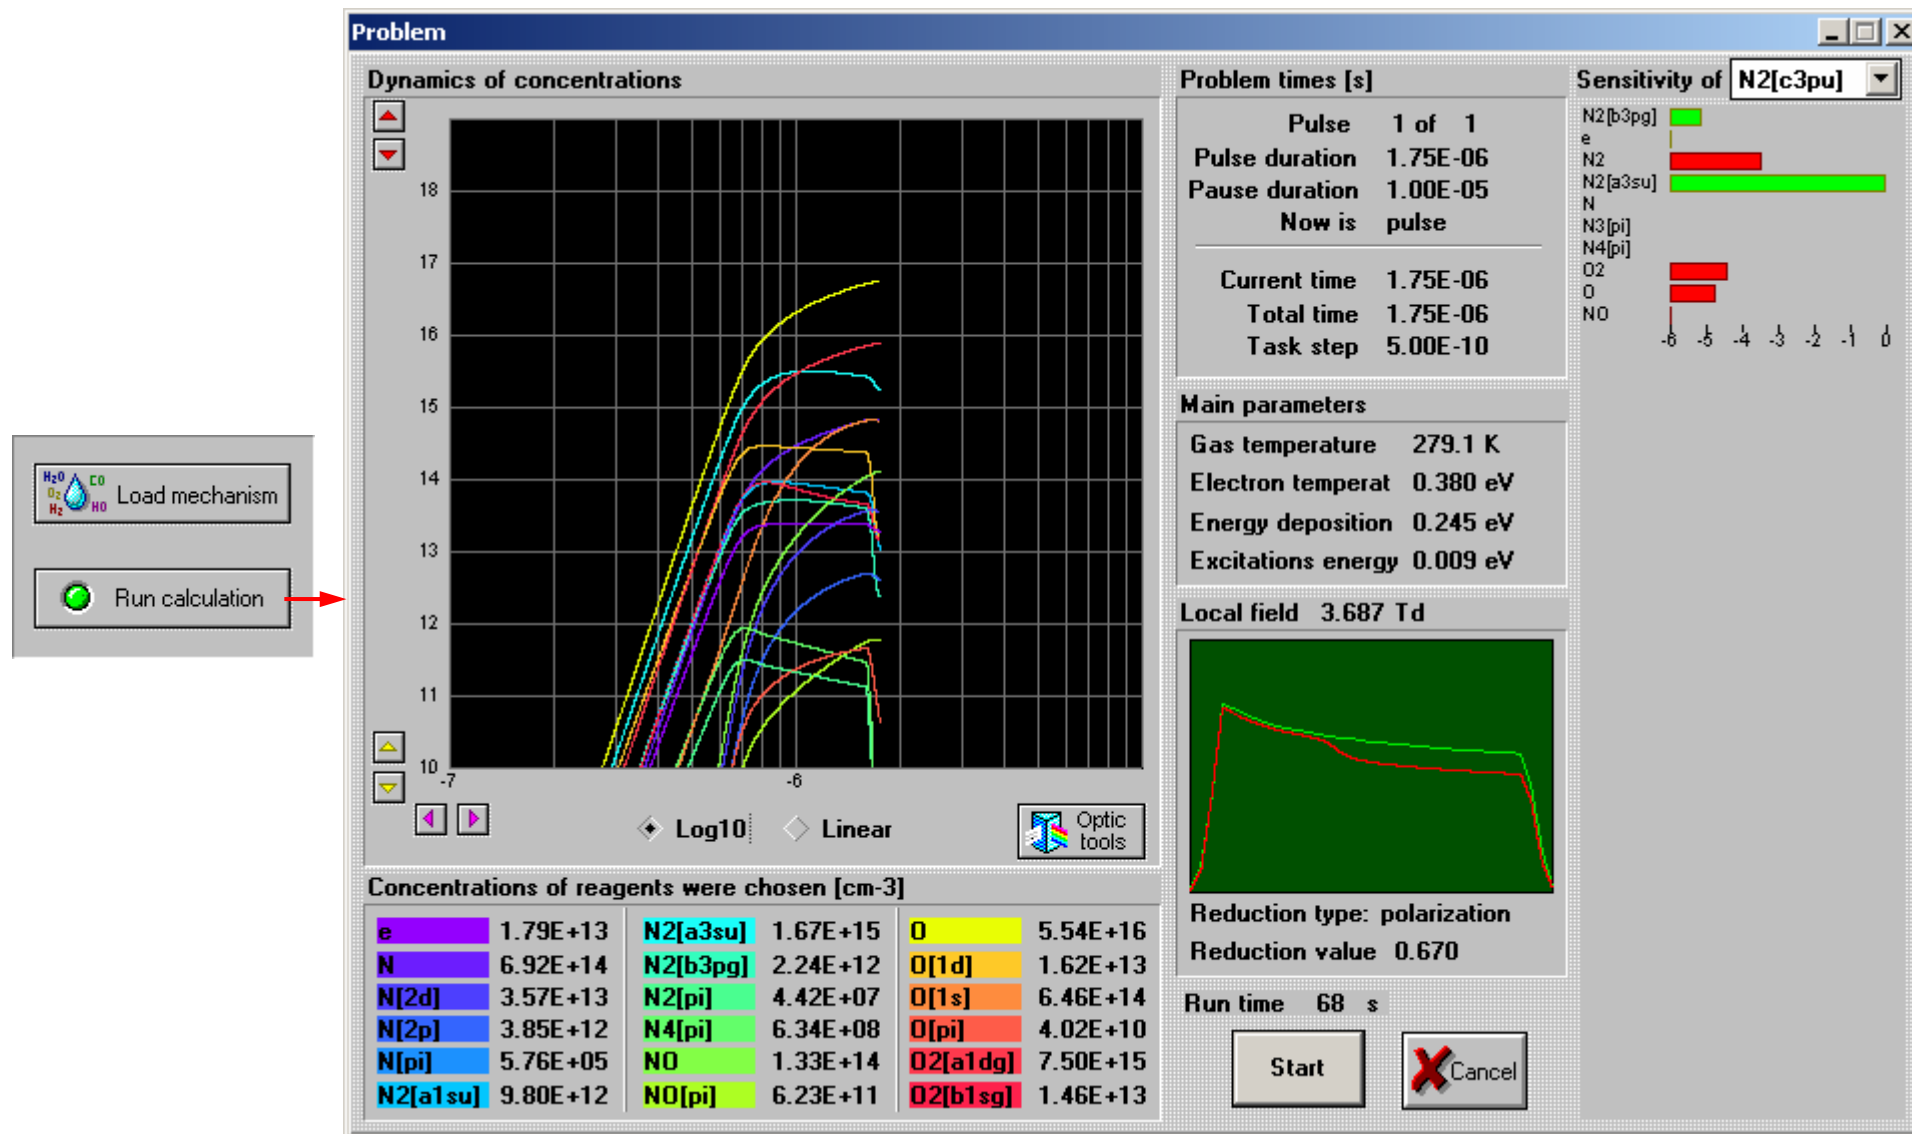 H2O CO
O2
H2 HO
Load mechanism
Run calculation
Problem
Dynamics of concentrations
18
17
16
15
14
13
12
11
10
-7 -6
Log10 Linear
Optic
tools
Concentrations of reagents were chosen [cm-3]
e 1.79E+13 N2[a3su] 1.67E+15 O 5.54E+16
N 6.92E+14 N2[b3pg] 2.24E+12 O[1d] 1.62E+13
N[2d] 3.57E+13 N2[pi] 4.42E+07 O[1s] 6.46E+14
N[2p] 3.85E+12 N4[pi] 6.34E+08 O[pi] 4.02E+10
N[pi] 5.76E+05 NO 1.33E+14 O2[a1dg] 7.50E+15
N2[a1su] 9.80E+12 NO[pi] 6.23E+11 O2[b1sg] 1.46E+13
Problem times [s]
Pulse 1 of 1
Pulse duration 1.75E-06
Pause duration 1.00E-05
Now is pulse
Current time 1.75E-06
Total time 1.75E-06
Task step 5.00E-10
Main parameters
Gas temperature 279.1 K
Electron temperat 0.380 eV
Energy deposition 0.245 eV
Excitations energy 0.009 eV
Local field 3.687 Td
Reduction type: polarization
Reduction value 0.670
Run time 68 s
Start
Cancel
Sensitivity of N2[c3pu]
N2[b3pg]
e
N2
N2[a3su]
N
N3[pi]
N4[pi]
O2
O
NO
-6 -5 -4 -3 -2 -1 0